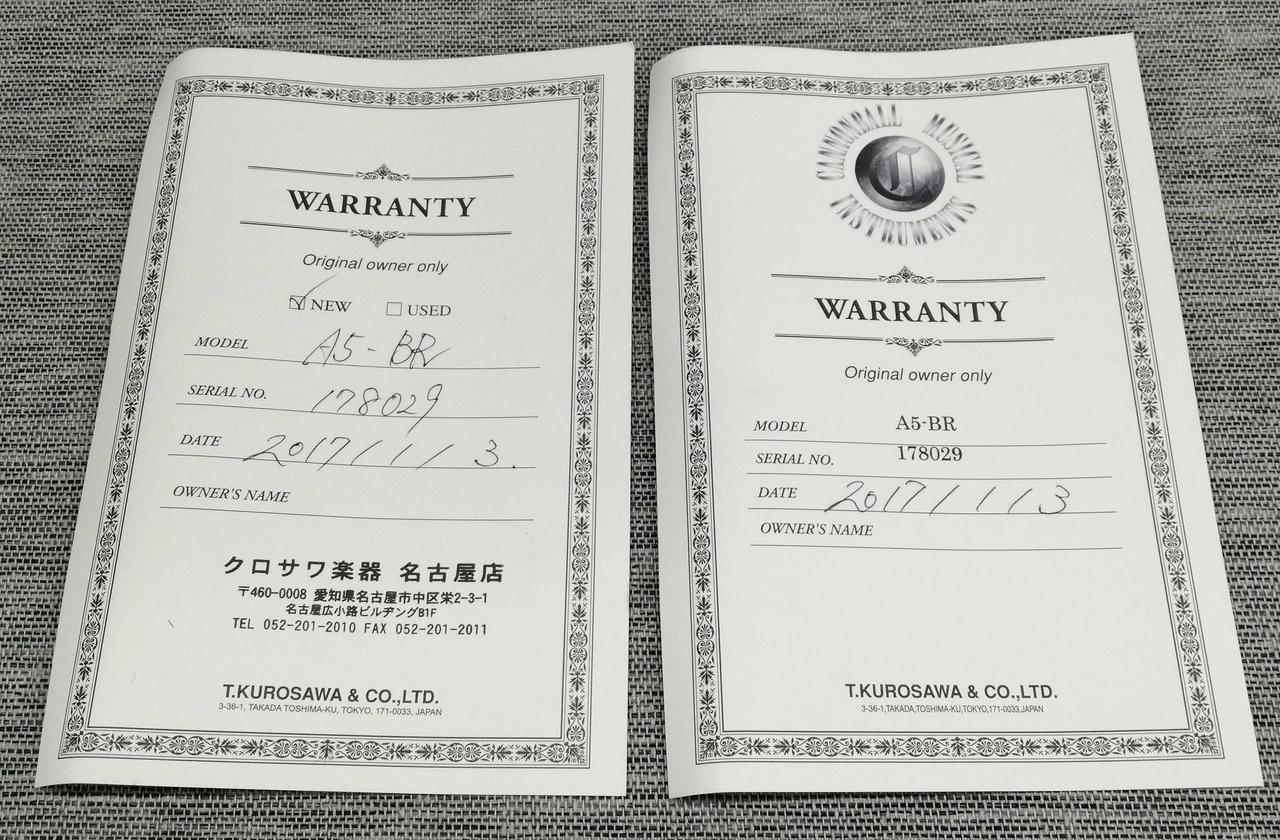 WARRANTY
Original owner only
NEW USED
MODEL A5-BR
SERIAL NO. 178029
DATE 2017/1/13.
OWNER'S NAME
クロサワ楽器 名古屋店
〒460-0008 愛知県名古屋市中区栄2-3-1
名古屋広小路ビルヂングB1F
TEL 052-201-2010 FAX 052-201-2011
T.KUROSAWA & CO.,LTD.
3-36-1, TAKADA TOSHIMA-KU, TOKYO, 171-0033, JAPAN
CANNONBALL MUSICAL
C
INSTRUMENTS
WARRANTY
Original owner only
MODEL A5-BR
SERIAL NO. 178029
DATE 2017/1/13
OWNER'S NAME
T.KUROSAWA & CO.,LTD.
3-36-1,TAKADA,TOSHIMA-KU,TOKYO,171-0033,JAPAN